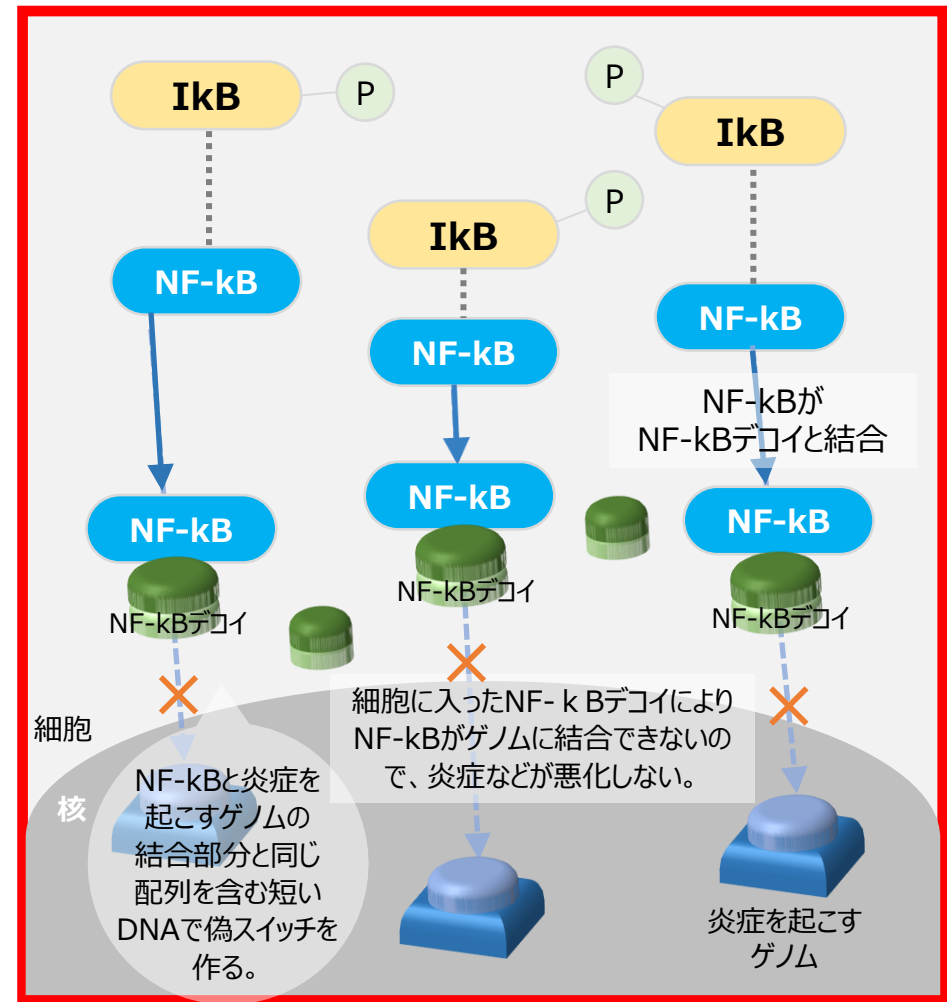 IkB
P
P
IkB
P
IkB
NF-kB
NF-kB
NF-kB
NF-kBが
NF-kBデコイと結合
NF-kB
NF-kB
NF-kB
NF-kBデコイ
NF-kBデコイ
NF-kBデコイ
細胞
細胞に入ったNF-ｋBデコイにより
NF-kBがゲノムに結合できないの
で、炎症などが悪化しない。
核
NF-kBと炎症を
起こすゲノムの
結合部分と同じ
配列を含む短い
DNAで偽スイッチを
作る。
炎症を起こす
ゲノム